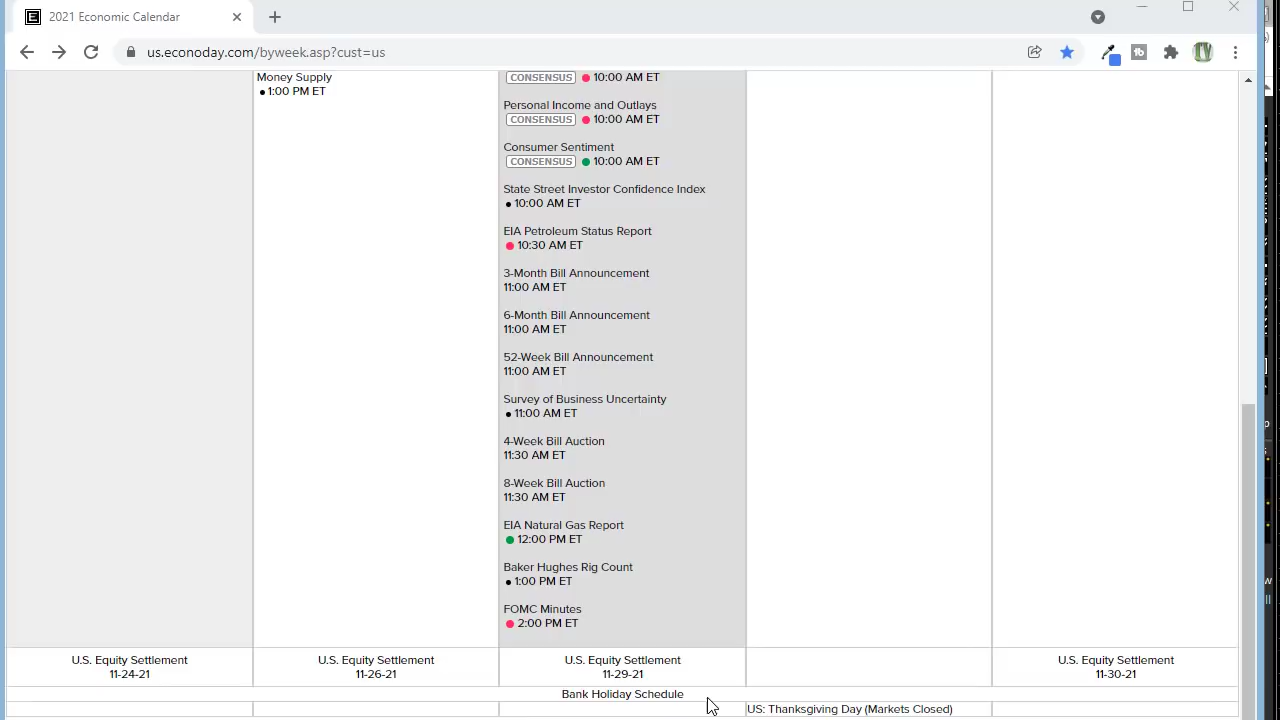 2021 Economic Calendar
us.econoday.com/byweek.asp?cust=us
Money Supply
1:00 PM ET
CONSENSUS 10:00 AM ET
Personal Income and Outlays
CONSENSUS 10:00 AM ET
Consumer Sentiment
CONSENSUS 10:00 AM ET
State Street Investor Confidence Index
10:00 AM ET
EIA Petroleum Status Report
10:30 AM ET
3-Month Bill Announcement
11:00 AM ET
6-Month Bill Announcement
11:00 AM ET
52-Week Bill Announcement
11:00 AM ET
Survey of Business Uncertainty
11:00 AM ET
4-Week Bill Auction
11:30 AM ET
8-Week Bill Auction
11:30 AM ET
EIA Natural Gas Report
12:00 PM ET
Baker Hughes Rig Count
1:00 PM ET
FOMC Minutes
2:00 PM ET
U.S. Equity Settlement
11-24-21
U.S. Equity Settlement
11-26-21
U.S. Equity Settlement
11-29-21
U.S. Equity Settlement
11-30-21
Bank Holiday Schedule
US: Thanksgiving Day (Markets Closed)